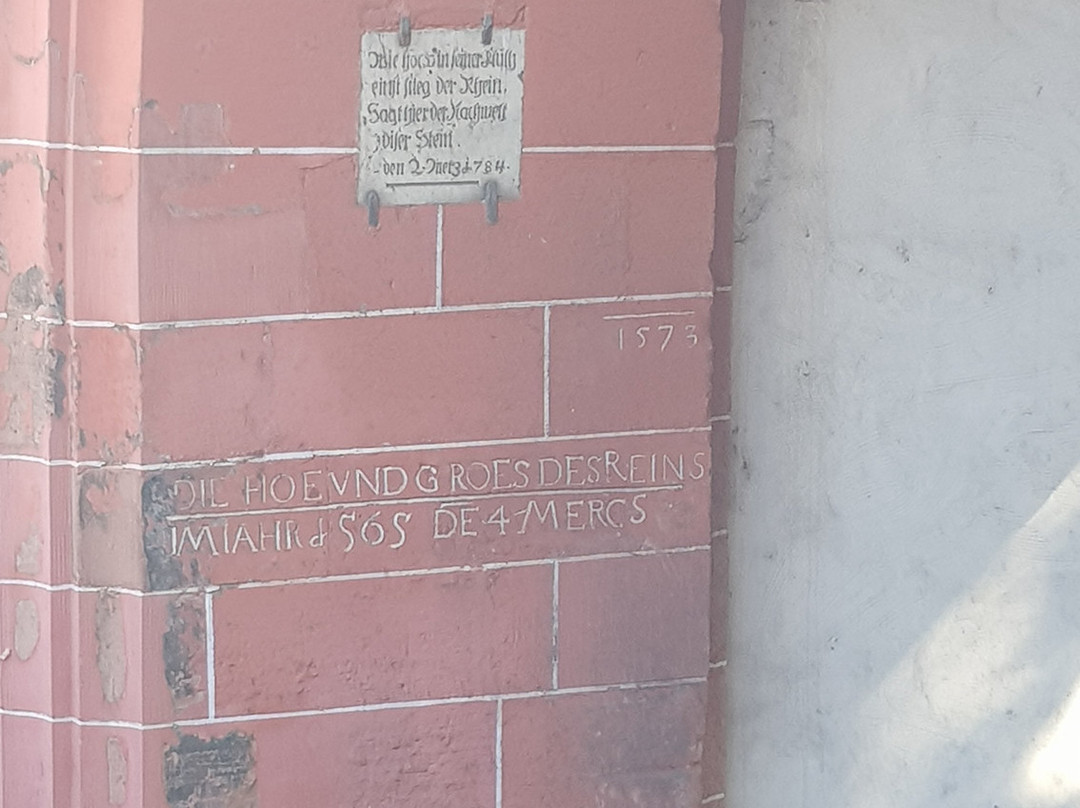 Wie hoch in seiner Läuff
einst stieg der Rhein,
Sagt hier der Nachwelt
diser Stein.
den 2. Merz 1784.
1573
DIE HOE VND GROES DES REINS
IM IAHR 1565 DE 4 MERCS